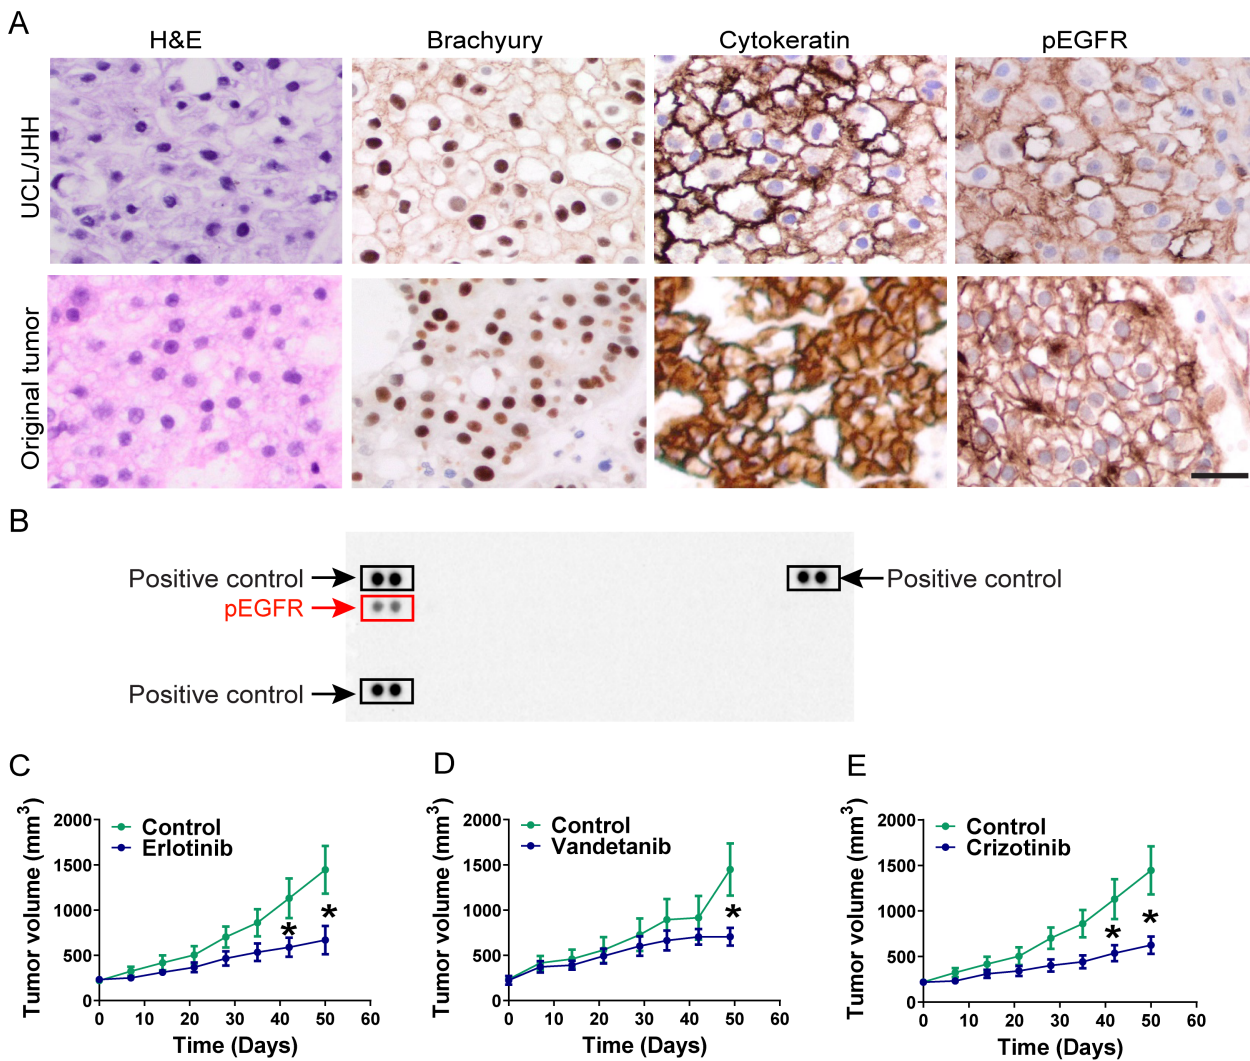 A
H&E
Brachyury
Cytokeratin
pEGFR
UCL/JHH
Original tumor
B
Positive control
pEGFR
Positive control
Positive control
C
Tumor volume (mm³)
2000
1500
1000
500
0
Control
Erlotinib
*
*
0 10 20 30 40 50 60
Time (Days)
D
Tumor volume (mm³)
2000
1500
1000
500
0
Control
Vandetanib
*
0 10 20 30 40 50 60
Time (Days)
E
Tumor volume (mm³)
2000
1500
1000
500
0
Control
Crizotinib
*
*
0 10 20 30 40 50 60
Time (Days)